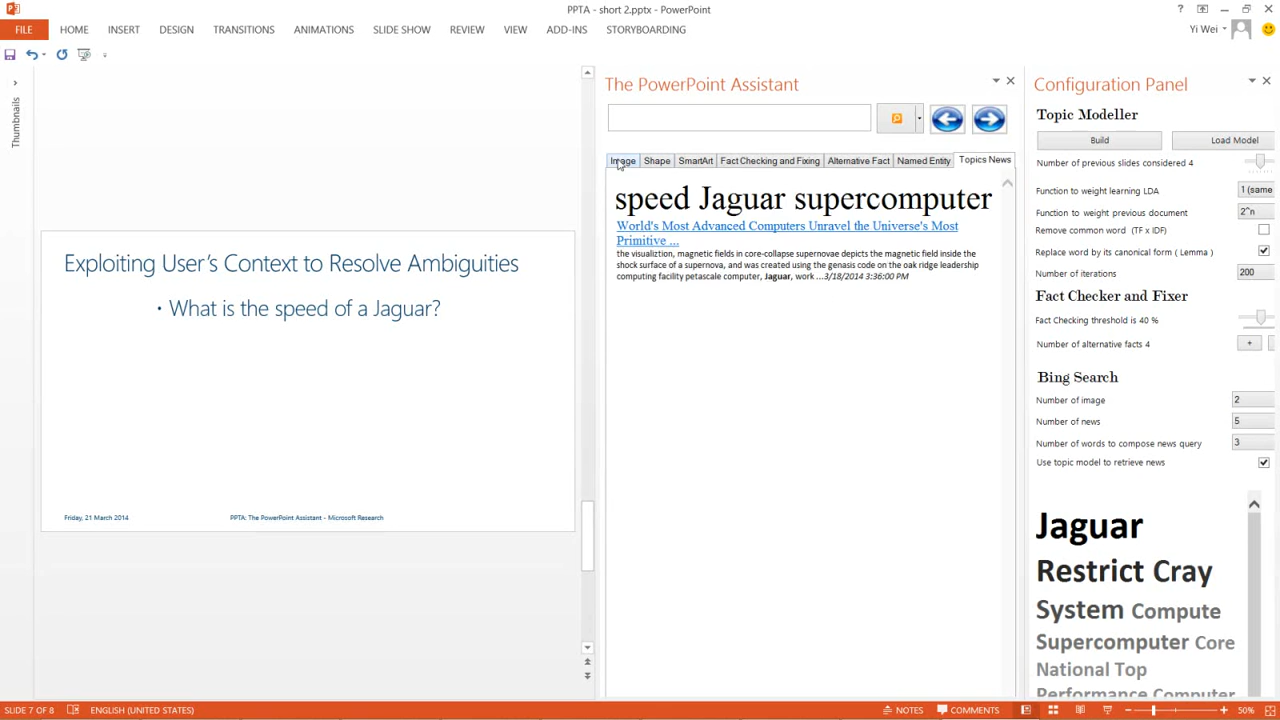 PPTA - short 2.pptx - PowerPoint
?
FILE HOME INSERT DESIGN TRANSITIONS ANIMATIONS SLIDE SHOW REVIEW VIEW ADD-INS STORYBOARDING
Yi Wei
Thumbnails
Exploiting User's Context to Resolve Ambiguities
• What is the speed of a Jaguar?
Friday, 21 March 2014 PPTA: The PowerPoint Assistant - Microsoft Research
The PowerPoint Assistant
Image Shape SmartArt Fact Checking and Fixing Alternative Fact Named Entity Topics News
speed Jaguar supercomputer
World's Most Advanced Computers Unravel the Universe's Most
Primitive ...
the visualiztion, magnetic fields in core-collapse supernovae depicts the magnetic field inside the
shock surface of a supernova, and was created using the genasis code on the oak ridge leadership
computing facility petascale computer, Jaguar, work ...3/18/2014 3:36:00 PM
Configuration Panel
Topic Modeller
Build Load Model
Number of previous slides considered 4
Function to weight learning LDA 1 (same
Function to weight previous document 2^n
Remove common word (TF x IDF)
Replace word by its canonical form ( Lemma )
Number of iterations 200
Fact Checker and Fixer
Fact Checking threshold is 40 %
Number of alternative facts 4 +
Bing Search
Number of image 2
Number of news 5
Number of words to compose news query 3
Use topic model to retrieve news
Jaguar
Restrict Cray
System Compute
Supercomputer Core
National Top
Performance Computer
SLIDE 7 OF 8 ENGLISH (UNITED STATES) NOTES COMMENTS 50%